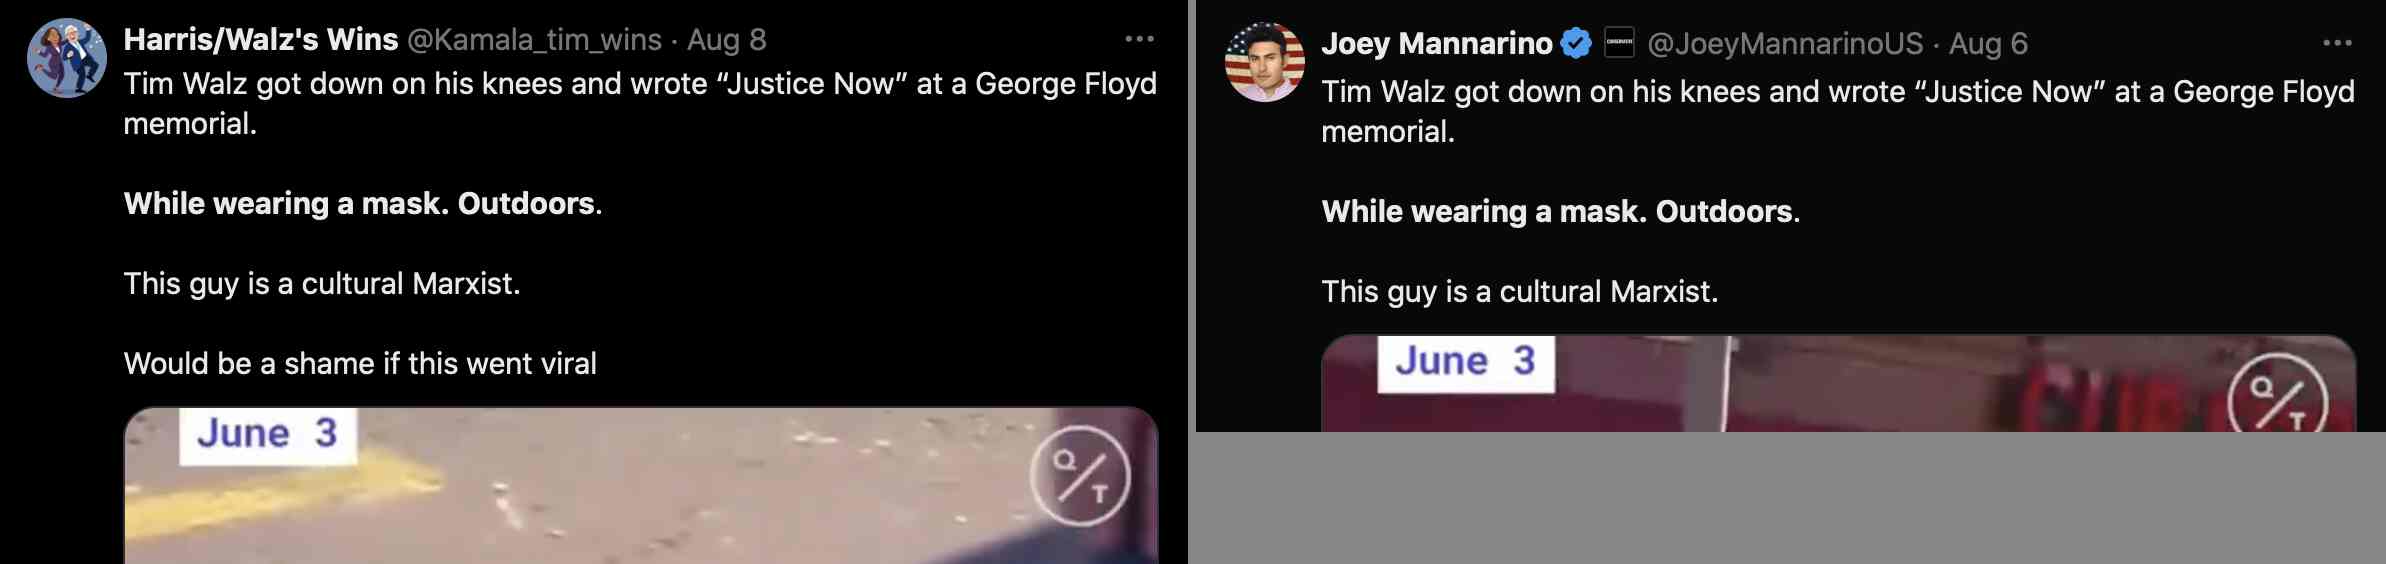 Harris/Walz's Wins @Kamala_tim_wins · Aug 8
Tim Walz got down on his knees and wrote “Justice Now” at a George Floyd
memorial.
While wearing a mask. Outdoors.
This guy is a cultural Marxist.
Would be a shame if this went viral
June 3
Q/T
Joey Mannarino @JoeyMannarinoUS · Aug 6
Tim Walz got down on his knees and wrote “Justice Now” at a George Floyd
memorial.
While wearing a mask. Outdoors.
This guy is a cultural Marxist.
June 3
Q/T